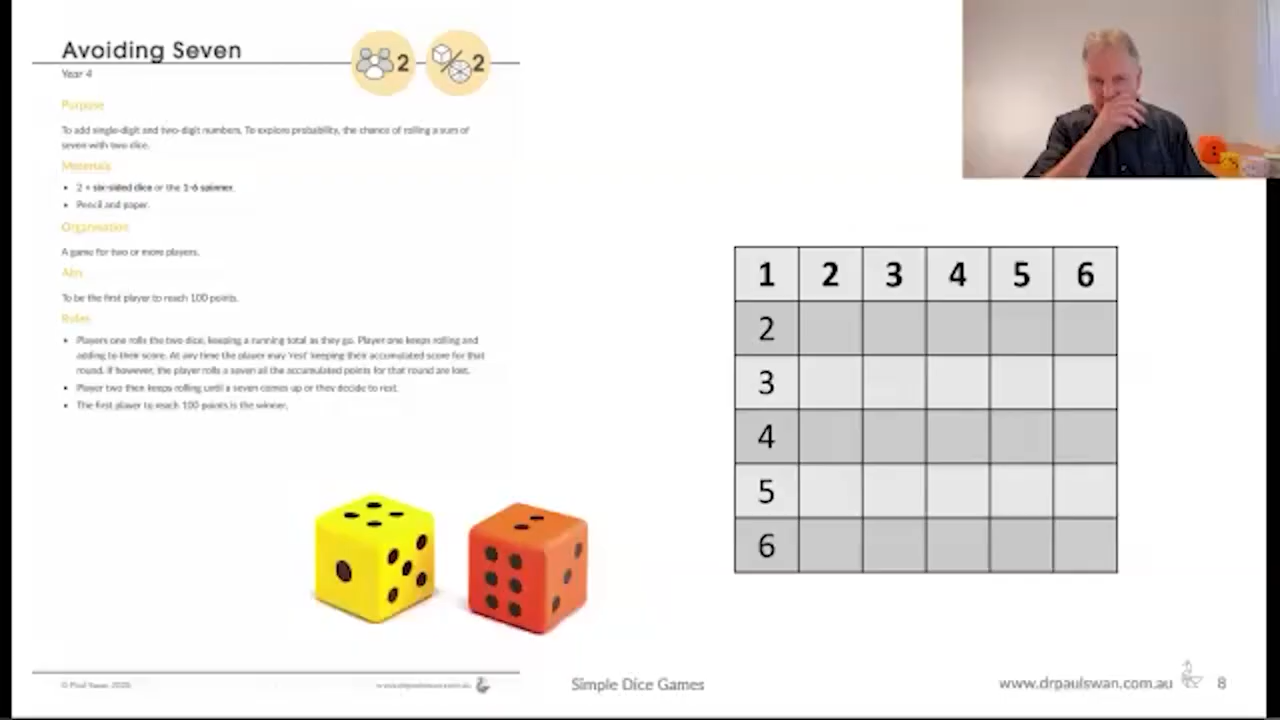 Avoiding Seven
2
2
Year 4
Purpose
To add single-digit and two-digit numbers. To explore probability, the chance of rolling a sum of
seven with two dice.
Materials
• 2 × six-sided dice or the 1-6 spinner.
• Pencil and paper.
Organisation
A game for two or more players.
Aim
To be the first player to reach 100 points.
Rules
• Players one rolls the two dice, keeping a running total as they go. Player one keeps rolling and
adding to their score. At any time the player may 'rest' keeping their accumulated score for that
round. If however, the player rolls a seven all the accumulated points for that round are lost.
• Player two then keeps rolling until a seven comes up or they decide to rest.
• The first player to reach 100 points is the winner.
1 2 3 4 5 6
2
3
4
5
6
© Paul Swan
www.drpaulswan.com.au
Simple Dice Games
www.drpaulswan.com.au
8